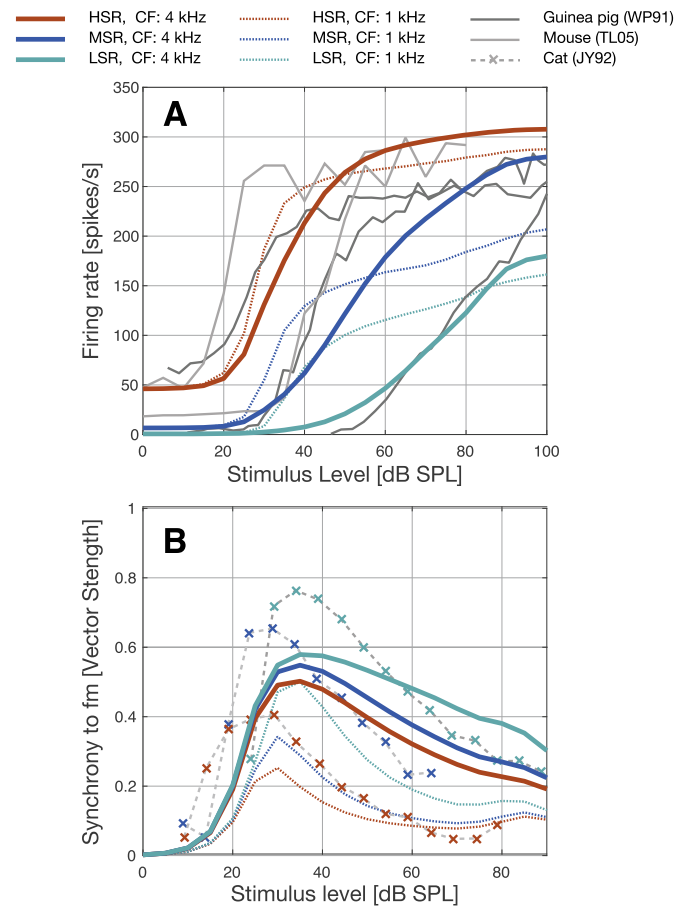 HSR, CF: 4 kHz HSR, CF: 1 kHz Guinea pig (WP91)
MSR, CF: 4 kHz MSR, CF: 1 kHz Mouse (TL05)
LSR, CF: 4 kHz LSR, CF: 1 kHz Cat (JY92)
A
350
300
250
200
150
100
50
0
Firing rate [spikes/s]
0 20 40 60 80 100
Stimulus Level [dB SPL]
B
1
0.8
0.6
0.4
0.2
0
Synchrony to fm [Vector Stength]
0 20 40 60 80
Stimulus level [dB SPL]